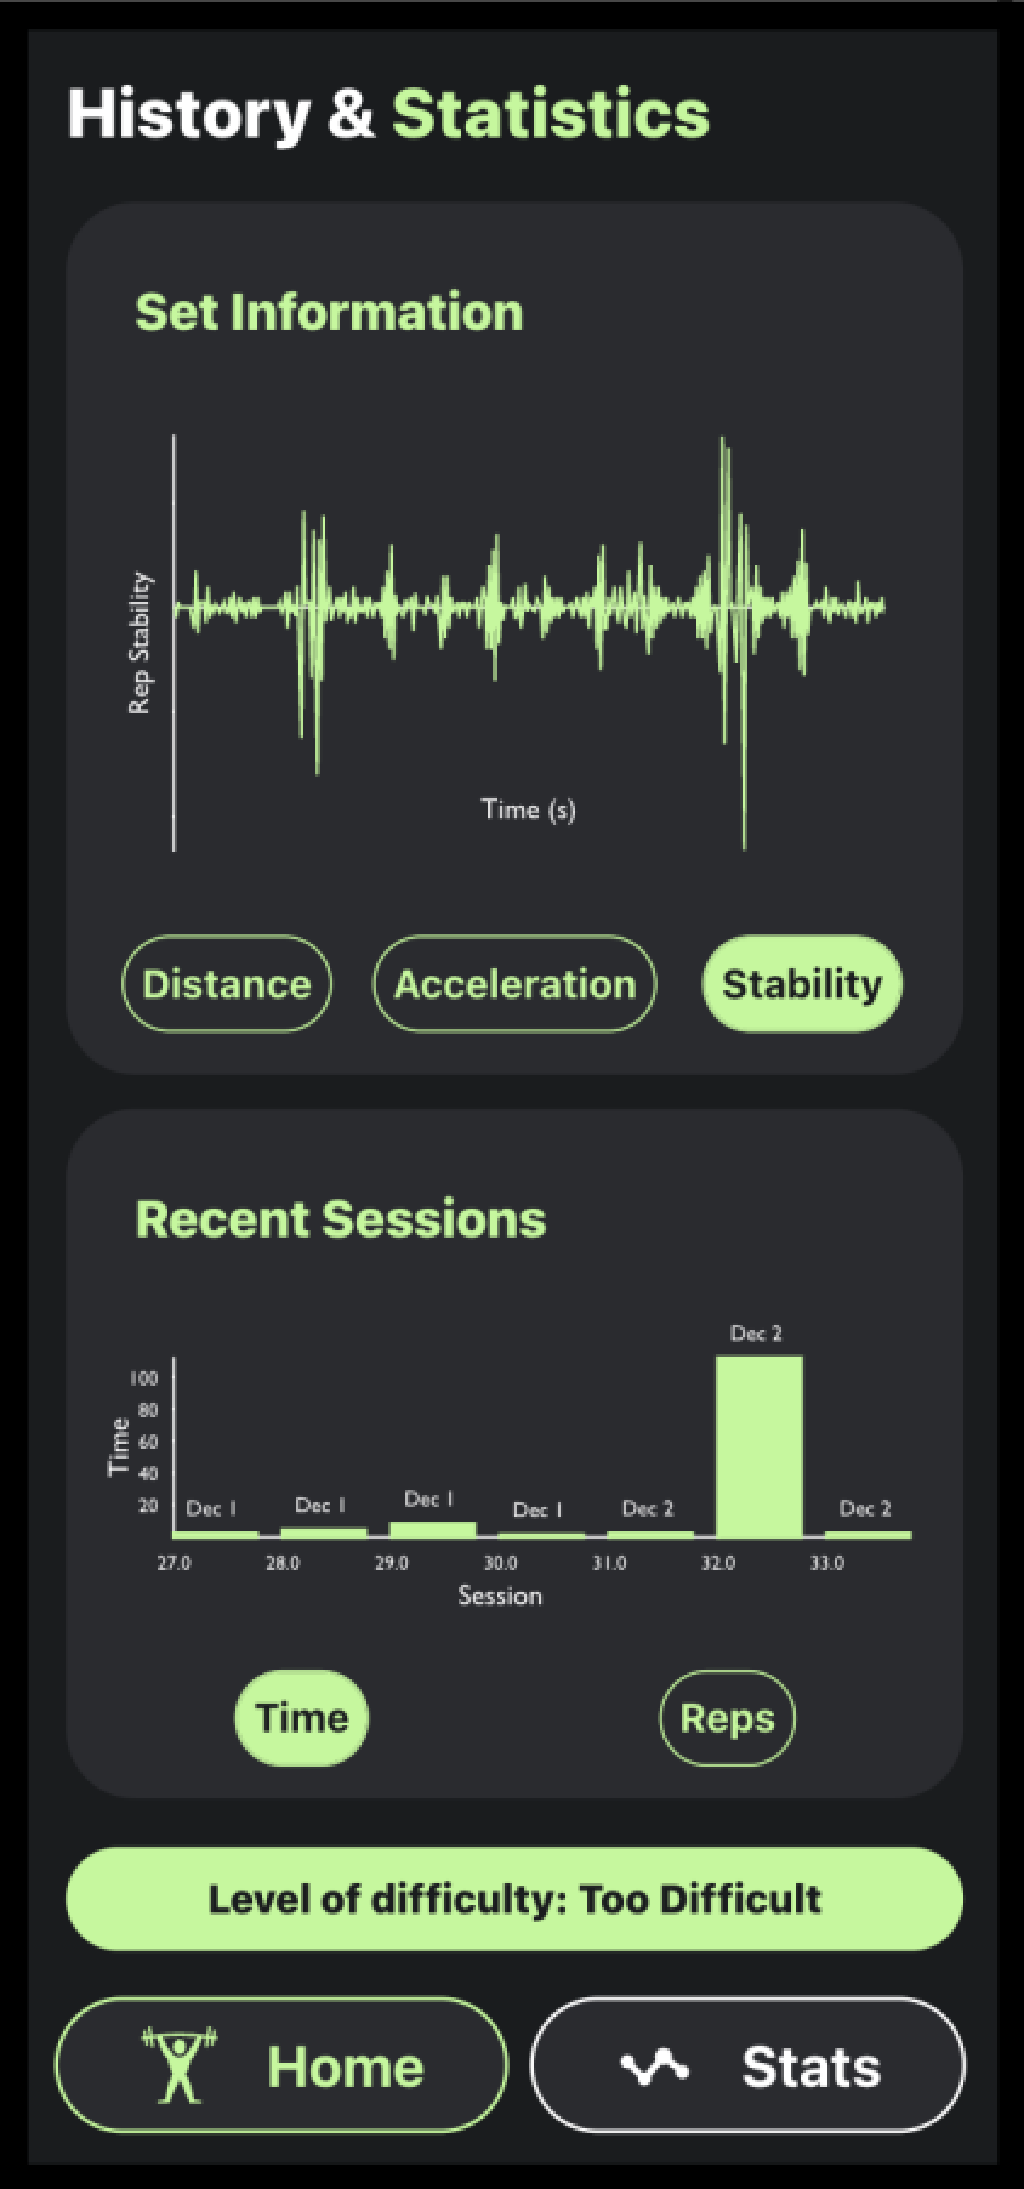 History & Statistics
Set Information
Rep Stability
Time (s)
Distance Acceleration Stability
Recent Sessions
Dec 2
100
80
60
40
20
Time
Dec 1 Dec 1 Dec 1 Dec 1 Dec 2 Dec 2
27.0 28.0 29.0 30.0 31.0 32.0 33.0
Session
Time Reps
Level of difficulty: Too Difficult
Home Stats